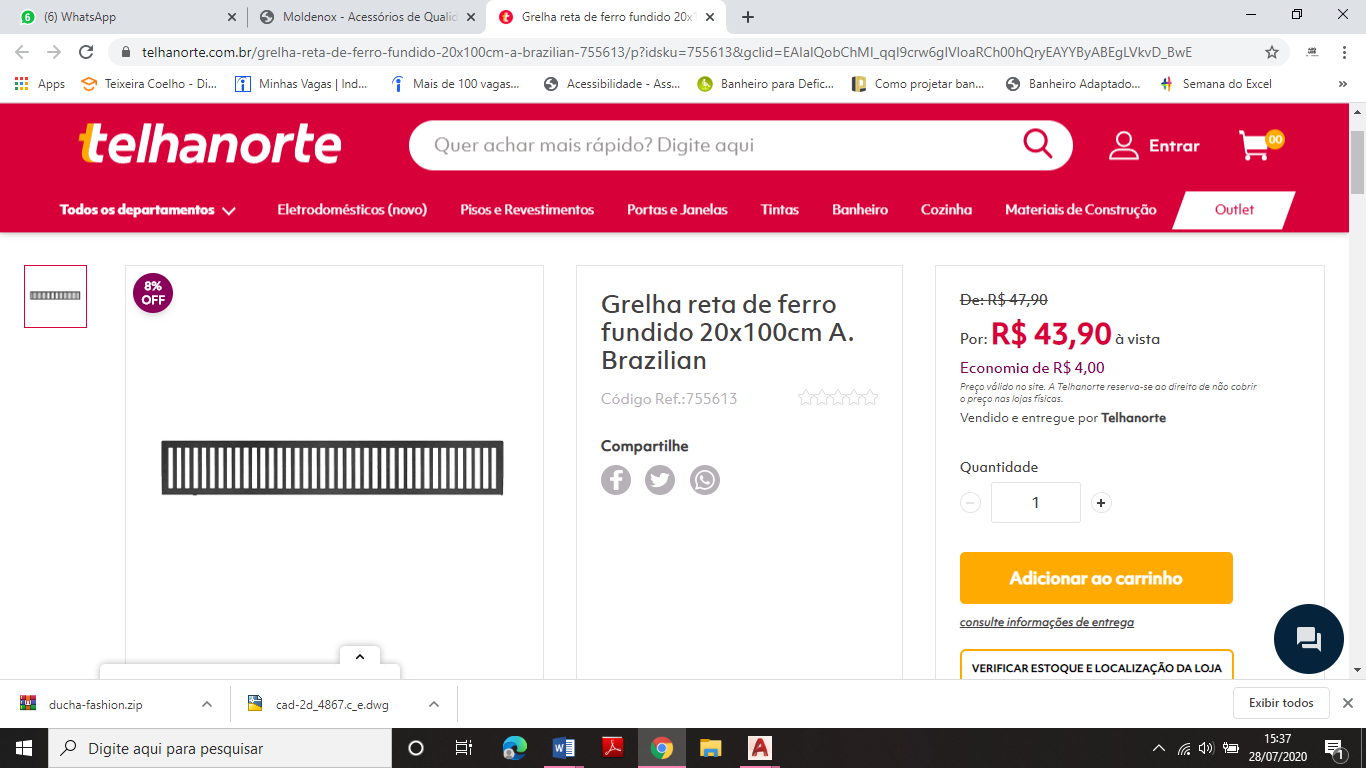 (6) WhatsApp
Moldenox - Acessórios de Qualid
Grelha reta de ferro fundido 20x1
telhanorte.com.br/grelha-reta-de-ferro-fundido-20x100cm-a-brazilian-755613/p?idsku=755613&gclid=EAIaIQobChMI_qqI9crw6gIVIoaRCh00hQryEAYYByABEgLVkvD_BwE
Apps
Teixeira Coelho - Di...
Minhas Vagas | Ind...
Mais de 100 vagas...
Acessibilidade - Ass...
Banheiro para Defic...
Como projetar ban...
Banheiro Adaptado...
Semana do Excel
telhanorte
Quer achar mais rápido? Digite aqui
Entrar
00
Todos os departamentos
Eletrodomésticos (novo)
Pisos e Revestimentos
Portas e Janelas
Tintas
Banheiro
Cozinha
Materiais de Construção
Outlet
8%
OFF
Grelha reta de ferro
fundido 20x100cm A.
Brazilian
Código Ref.:755613
Compartilhe
De: R$ 47,90
Por: R$ 43,90 à vista
Economia de R$ 4,00
Preço válido no site. A Telhanorte reserva-se ao direito de não cobrir
o preço nas lojas físicas.
Vendido e entregue por Telhanorte
Quantidade
1
Adicionar ao carrinho
consulte informações de entrega
VERIFICAR ESTOQUE E LOCALIZAÇÃO DA LOJA
ducha-fashion.zip
cad-2d_4867.c_e.dwg
Exibir todos
Digite aqui para pesquisar
15:37
28/07/2020
1